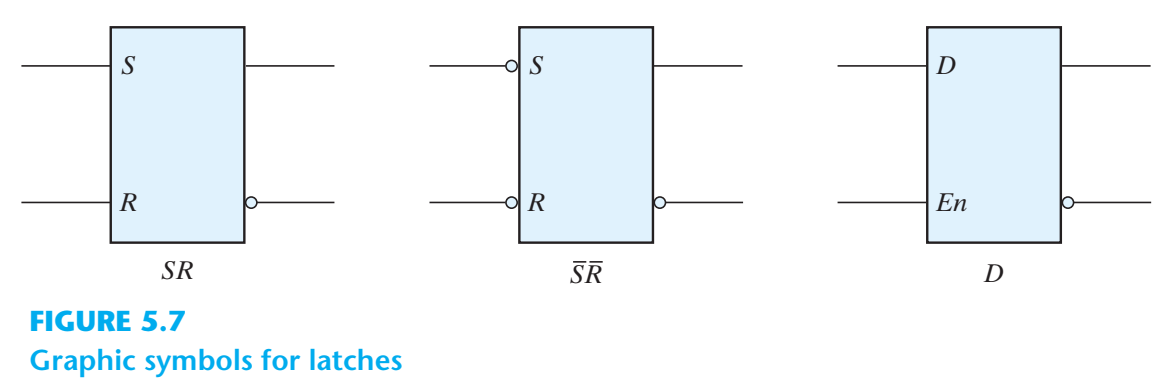 S S D
R R En
SR S̅R̅ D
FIGURE 5.7
Graphic symbols for latches